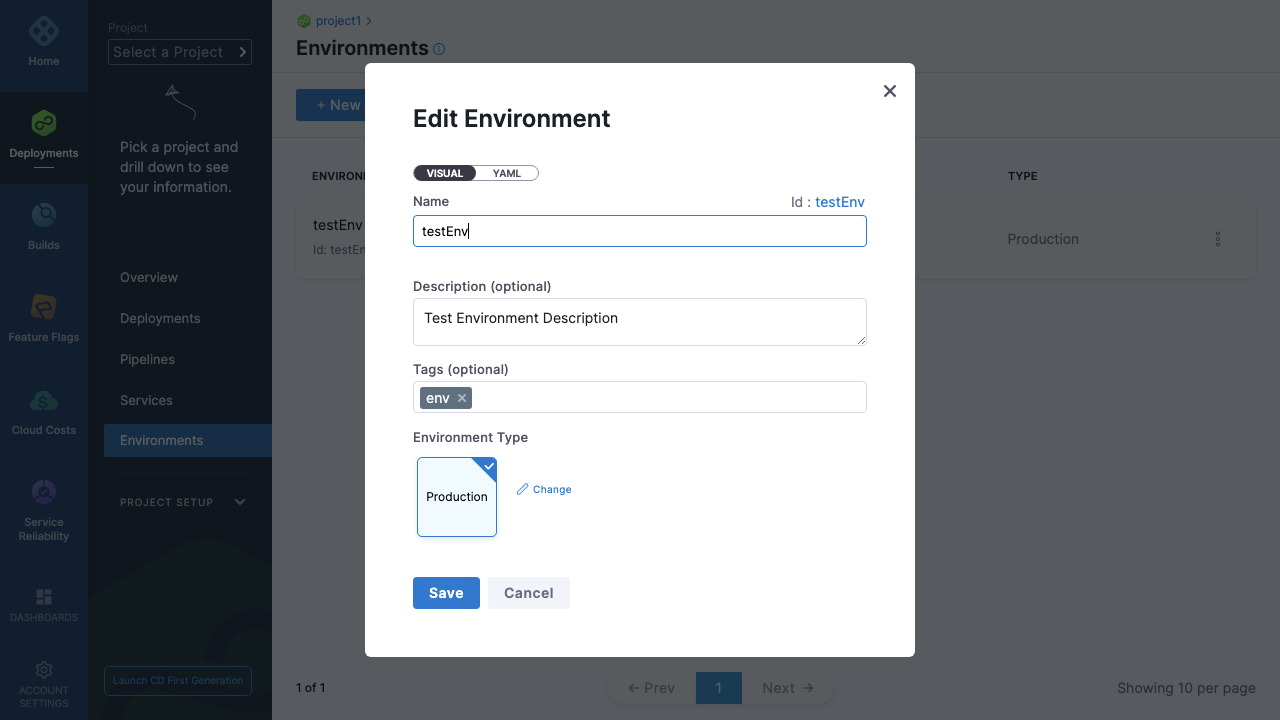 Home
Deployments
Builds
Feature Flags
Cloud Costs
Service
Reliability
DASHBOARDS
ACCOUNT
SETTINGS
Project
Select a Project
Pick a project and
drill down to see
your information.
Overview
Deployments
Pipelines
Services
Environments
PROJECT SETUP
Launch CD First Generation
project1
Environments
+ New
TYPE
testEnv
Id: testEn
Production
1 of 1
Prev
1
Next
Showing 10 per page
Edit Environment
VISUAL
YAML
Name
Id : testEnv
testEnv
Description (optional)
Test Environment Description
Tags (optional)
env
Environment Type
Production
Change
Save
Cancel